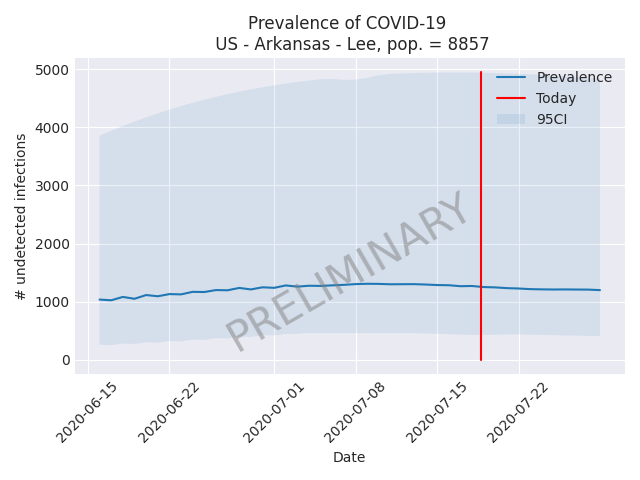 Prevalence of COVID-19
US - Arkansas - Lee, pop. = 8857
5000
4000
3000
2000
1000
0
# undetected infections
Prevalence
Today
95CI
PRELIMINARY
2020-06-15
2020-06-22
2020-07-01
2020-07-08
2020-07-15
2020-07-22
Date